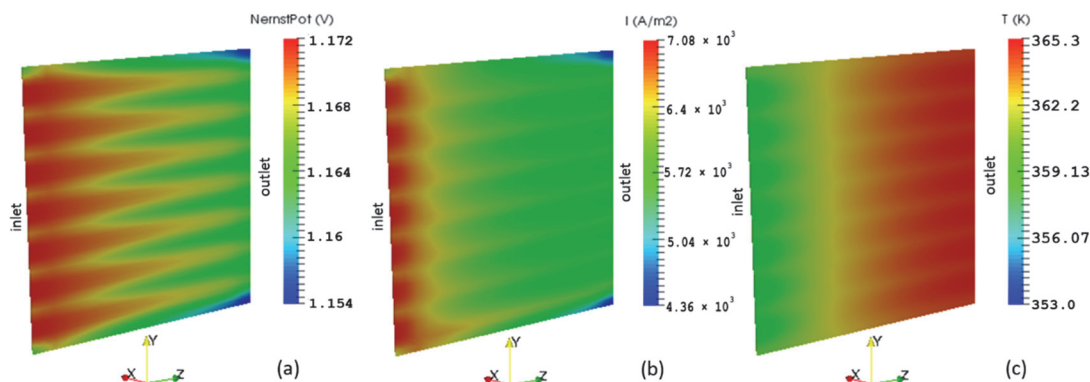 NernstPot (V)
1.172
1.168
1.164
1.16
1.154
inlet
outlet
X
Y
Z
(a)
I (A/m2)
7.08 × 10³
6.4 × 10³
5.72 × 10³
5.04 × 10³
4.36 × 10³
inlet
outlet
X
Y
Z
(b)
T (K)
365.3
362.2
359.13
356.07
353.0
inlet
outlet
X
Y
Z
(c)